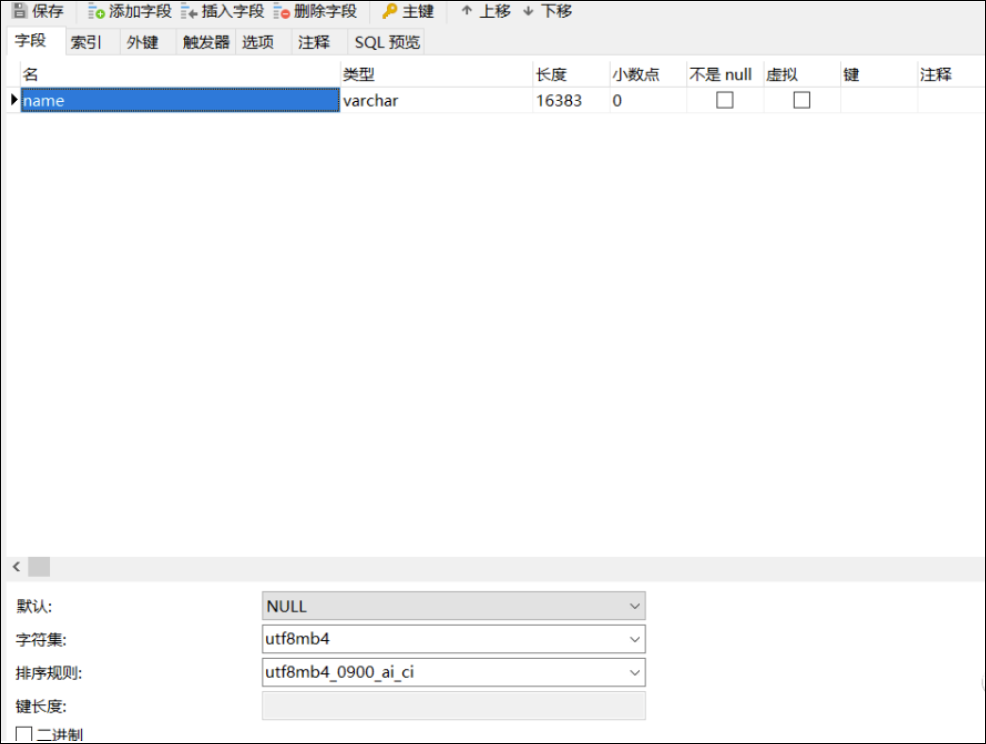 保存 添加字段 插入字段 删除字段 主键 上移 下移
字段 索引 外键 触发器 选项 注释 SQL 预览
名 类型 长度 小数点 不是 null 虚拟 键 注释
name varchar 16383 0
默认: NULL
字符集: utf8mb4
排序规则: utf8mb4_0900_ai_ci
键长度:
二进制